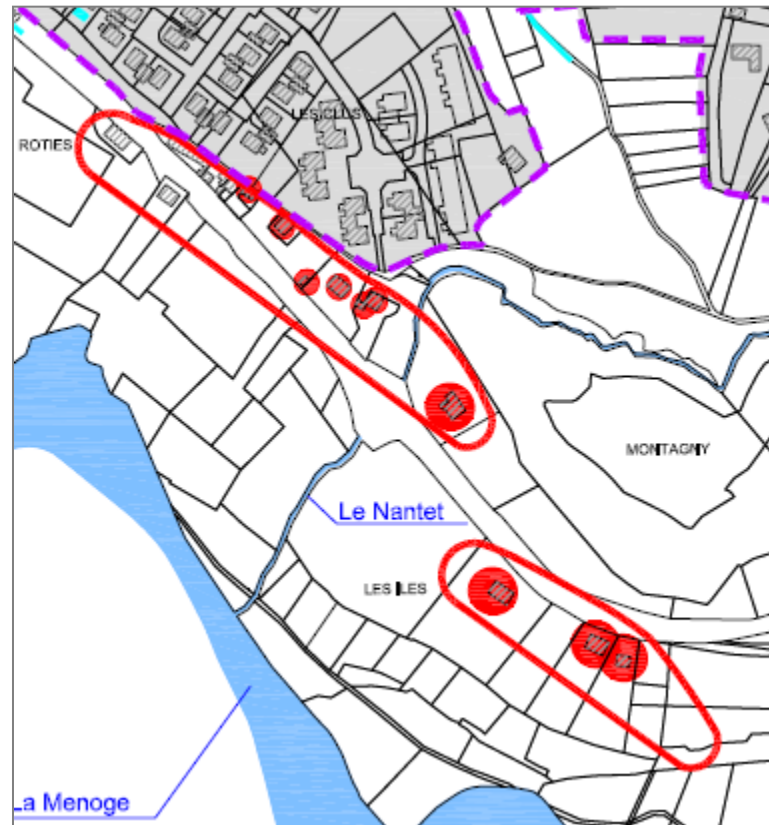 LES CLUS
ROTIES
MONTAGNY
Le Nantet
LES ILES
La Menoge